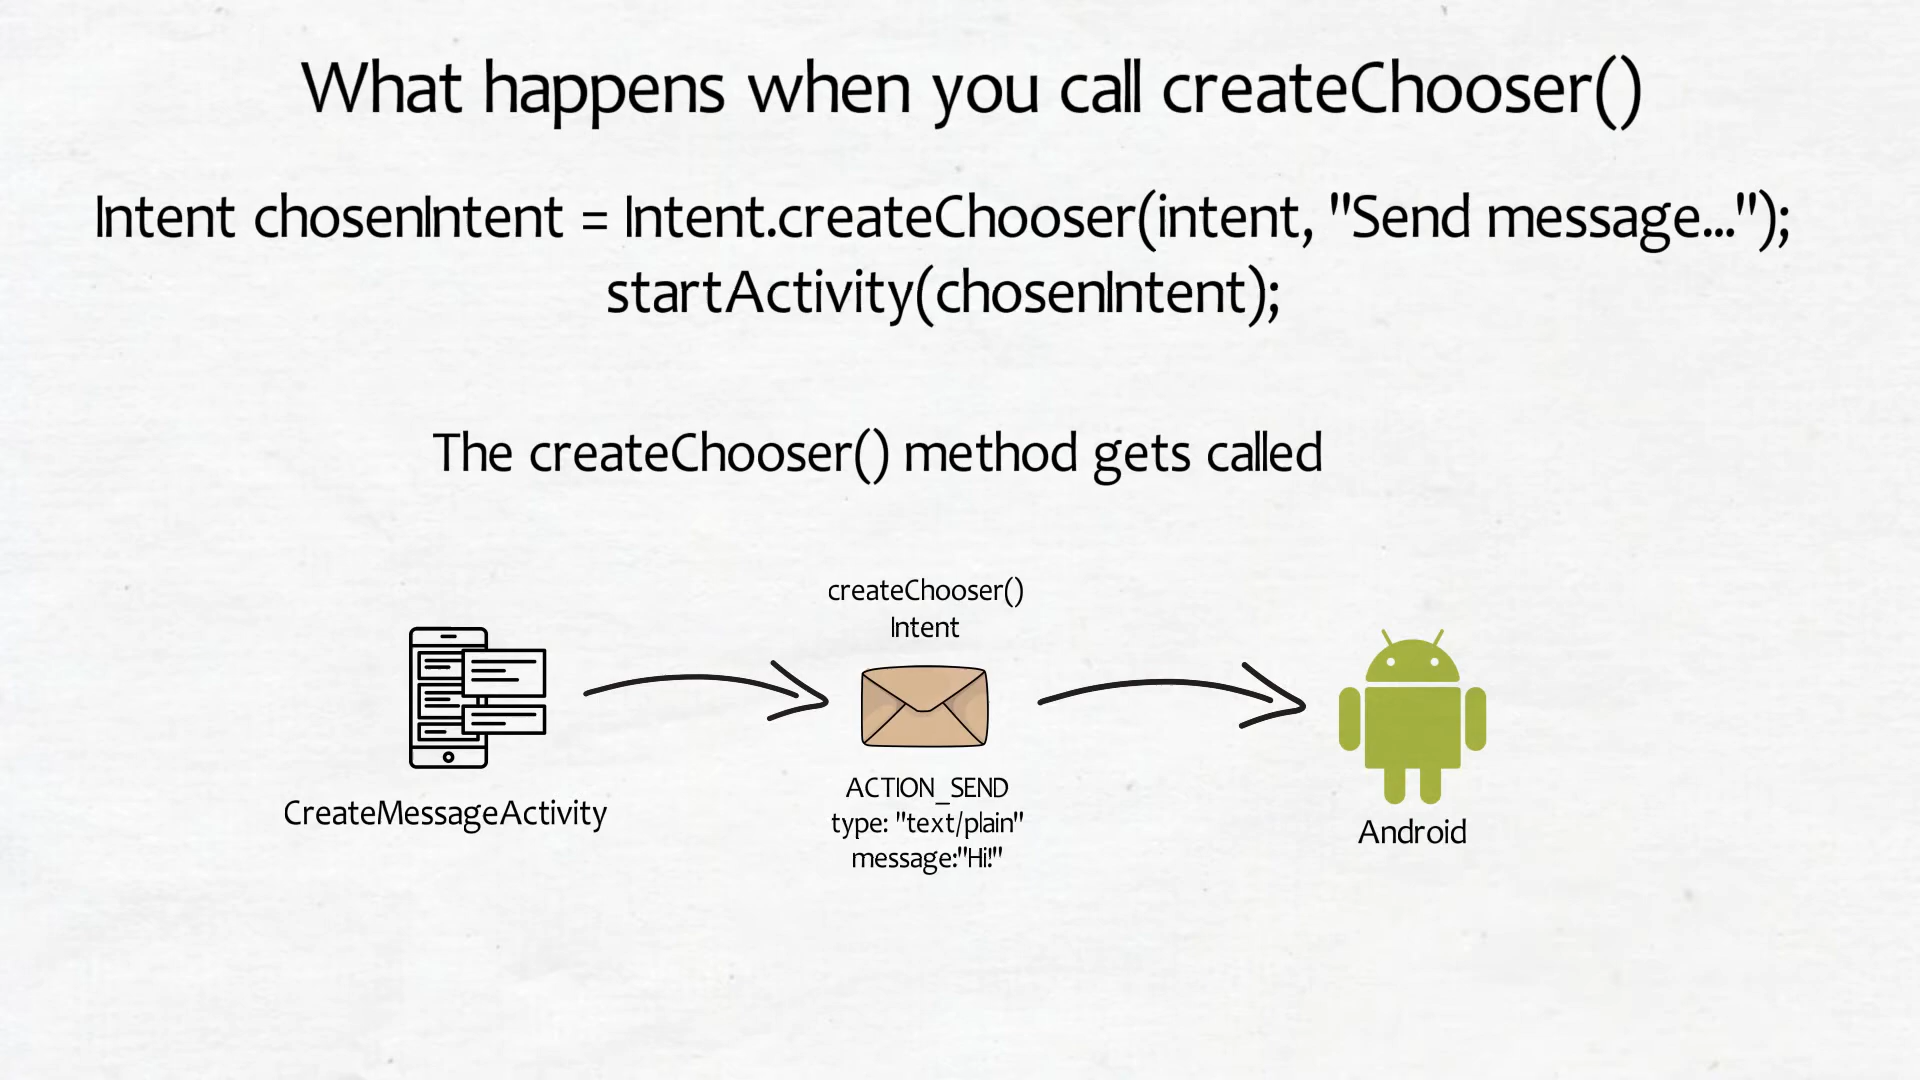 What happens when you call createChooser()
Intent chosenIntent = Intent.createChooser(intent, "Send message...");
startActivity(chosenIntent);
The createChooser() method gets called
createChooser()
Intent
ACTION_SEND
type: "text/plain"
message:"Hi!"
CreateMessageActivity
Android